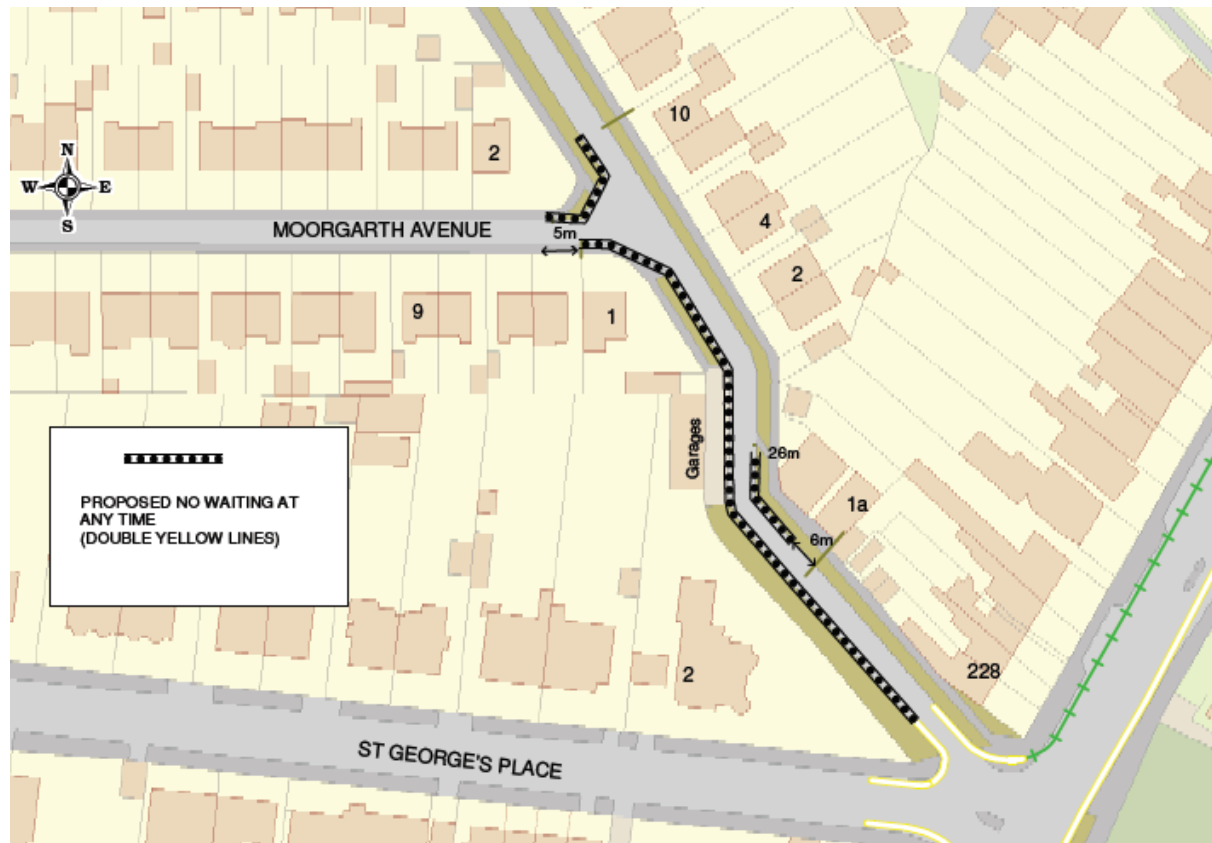 10
2
N
W E
S
4
MOORGARTH AVENUE
5m
2
9
1
Garages
26m
PROPOSED NO WAITING AT
ANY TIME
(DOUBLE YELLOW LINES)
1a
6m
2
228
ST GEORGE'S PLACE